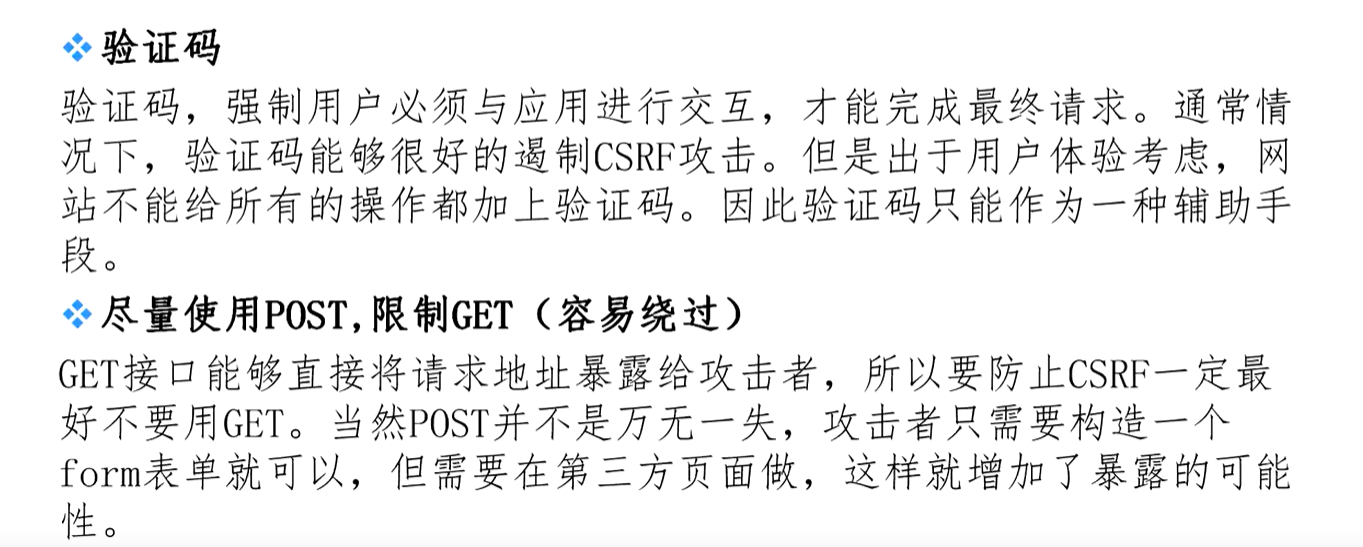 ❖验证码
验证码，强制用户必须与应用进行交互，才能完成最终请求。通常情
况下，验证码能够很好的遏制CSRF攻击。但是出于用户体验考虑，网
站不能给所有的操作都加上验证码。因此验证码只能作为一种辅助手
段。
❖尽量使用POST,限制GET（容易绕过）
GET接口能够直接将请求地址暴露给攻击者，所以要防止CSRF一定最
好不要用GET。当然POST并不是万无一失，攻击者只需要构造一个
form表单就可以，但需要在第三方页面做，这样就增加了暴露的可能
性。